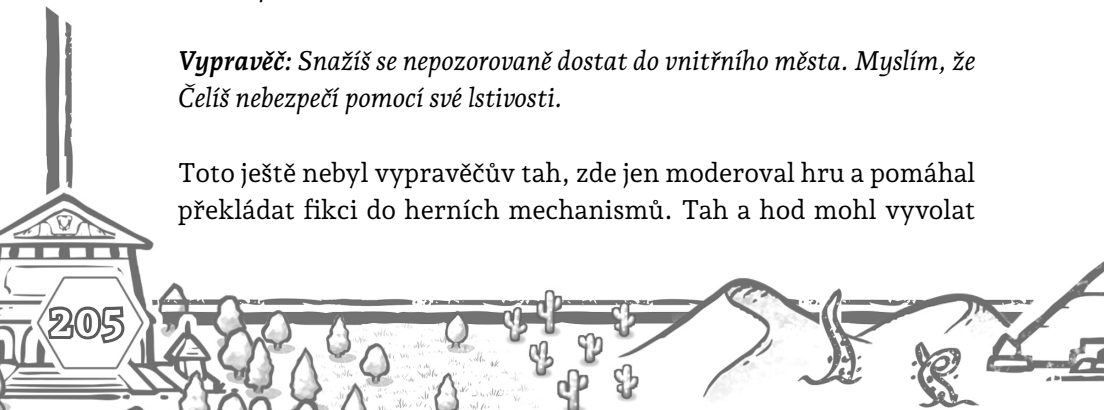 Vypravěč: Snažíš se nepozorovaně dostat do vnitřního města. Myslím, že
Čelíš nebezpečí pomocí své lstivosti.
Toto ještě nebyl vypravěčův tah, zde jen moderoval hru a pomáhal
překládat fikci do herních mechanismů. Tah a hod mohl vyvolat
205